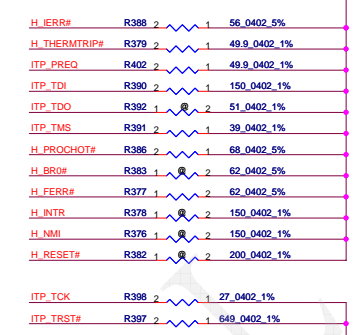 H_IERR# R388 2 1 56_0402_5%
H_THERMTRIP# R379 2 1 49.9_0402_1%
ITP_PREQ R402 2 1 49.9_0402_1%
ITP_TDI R390 2 1 150_0402_1%
ITP_TDO R392 1 @ 2 51_0402_1%
ITP_TMS R391 2 1 39_0402_1%
H_PROCHOT# R386 2 1 68_0402_5%
H_BR0# R383 1 @ 2 62_0402_5%
H_FERR# R377 1 2 62_0402_5%
H_INTR R378 1 @ 2 150_0402_1%
H_NMI R376 1 @ 2 150_0402_1%
H_RESET# R382 1 @ 2 200_0402_1%
ITP_TCK R398 2 1 27_0402_1%
ITP_TRST# R397 2 1 649_0402_1%